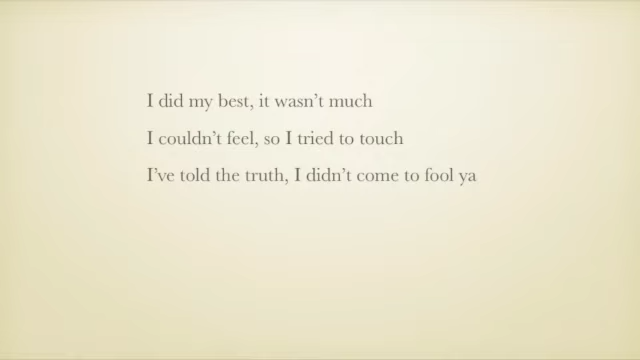 I did my best, it wasn’t much
I couldn’t feel, so I tried to touch
I’ve told the truth, I didn’t come to fool ya